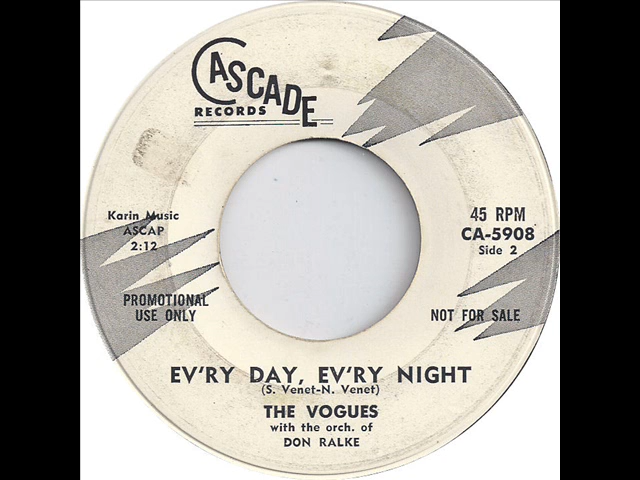 CASCADE
RECORDS
Karin Music
ASCAP
2:12
45 RPM
CA-5908
Side 2
PROMOTIONAL
USE ONLY
NOT FOR SALE
EV'RY DAY, EV'RY NIGHT
(S. Venet-N. Venet)
THE VOGUES
with the orch. of
DON RALKE